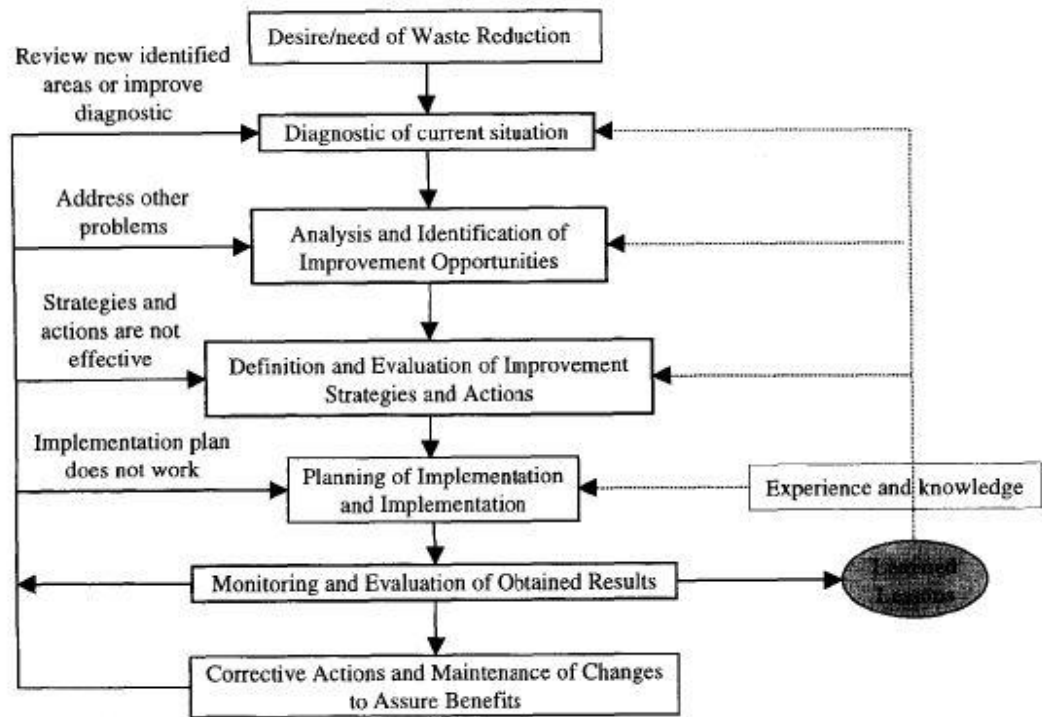 Desire/need of Waste Reduction
Review new identified
areas or improve
diagnostic
Diagnostic of current situation
Address other
problems
Analysis and Identification of
Improvement Opportunities
Strategies and
actions are not
effective
Definition and Evaluation of Improvement
Strategies and Actions
Implementation plan
does not work
Planning of Implementation
and Implementation
Experience and knowledge
Monitoring and Evaluation of Obtained Results
Learned
Lessons
Corrective Actions and Maintenance of Changes
to Assure Benefits